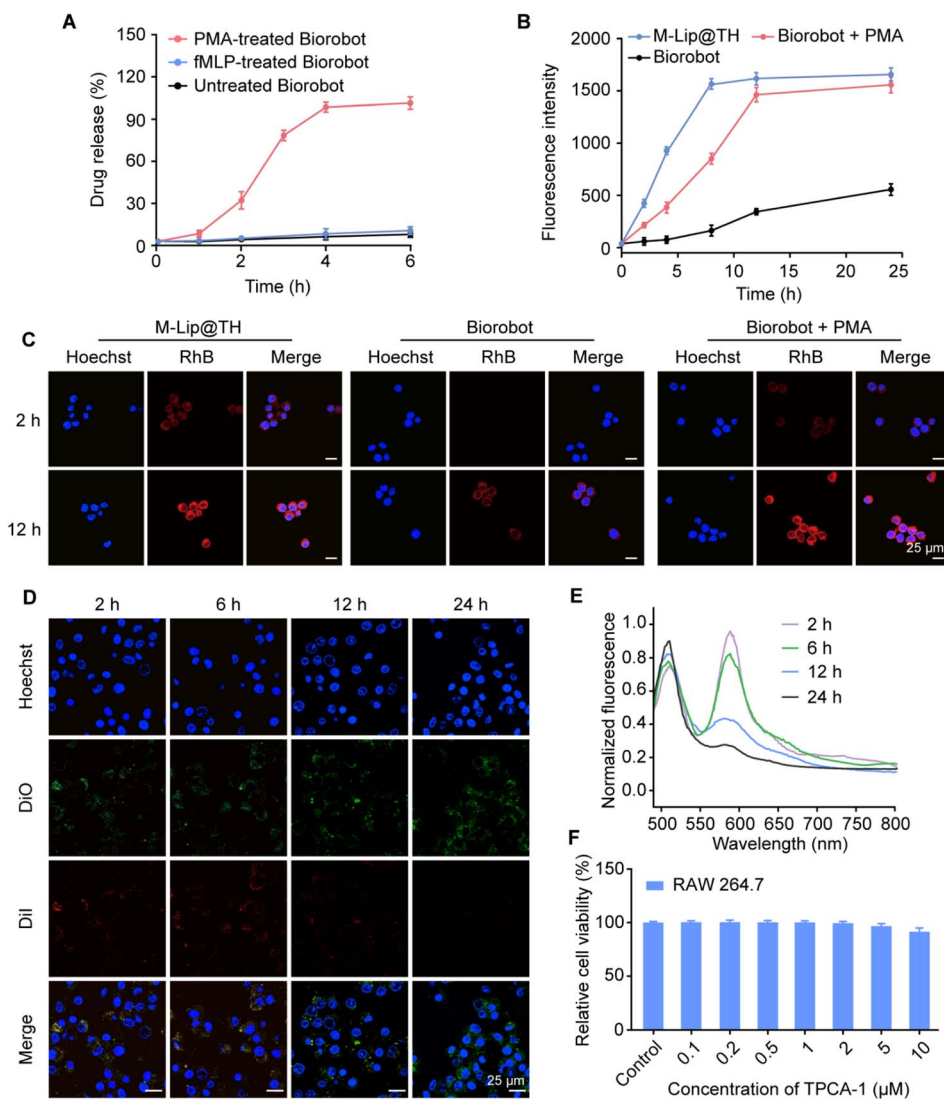 A
150
120
90
60
30
0
Drug release (%)
PMA-treated Biorobot
fMLP-treated Biorobot
Untreated Biorobot
0 2 4 6
Time (h)
B
2000
1500
1000
500
0
Fluorescence intensity
M-Lip@TH Biorobot + PMA
Biorobot
0 5 10 15 20 25
Time (h)
C
M-Lip@TH Biorobot Biorobot + PMA
Hoechst RhB Merge Hoechst RhB Merge Hoechst RhB Merge
2 h
12 h
25 µm
D
2 h 6 h 12 h 24 h
Hoechst
DiO
DiI
Merge
25 µm
E
1.0
0.8
0.6
0.4
0.2
0.0
Normalized fluorescence
2 h
6 h
12 h
24 h
500 550 600 650 700 750 800
Wavelength (nm)
F
150
100
50
0
Relative cell viability (%)
RAW 264.7
Control 0.1 0.2 0.5 1 2 5 10
Concentration of TPCA-1 (µM)